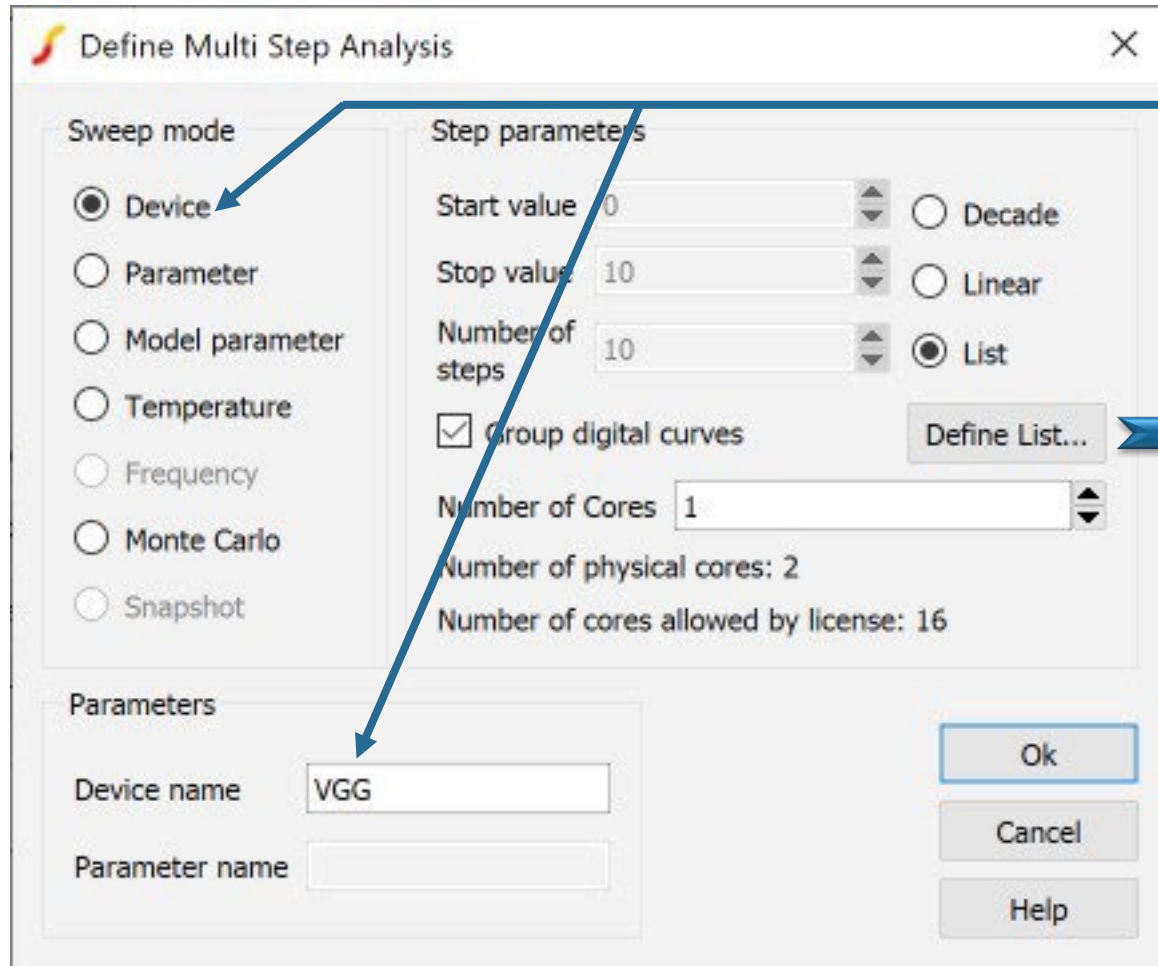 Define Multi Step Analysis
Sweep mode
Device
Parameter
Model parameter
Temperature
Frequency
Monte Carlo
Snapshot
Step parameters
Start value 0
Decade
Stop value 10
Linear
Number of steps 10
List
Group digital curves
Define List...
Number of Cores 1
Number of physical cores: 2
Number of cores allowed by license: 16
Parameters
Device name VGG
Parameter name
Ok
Cancel
Help